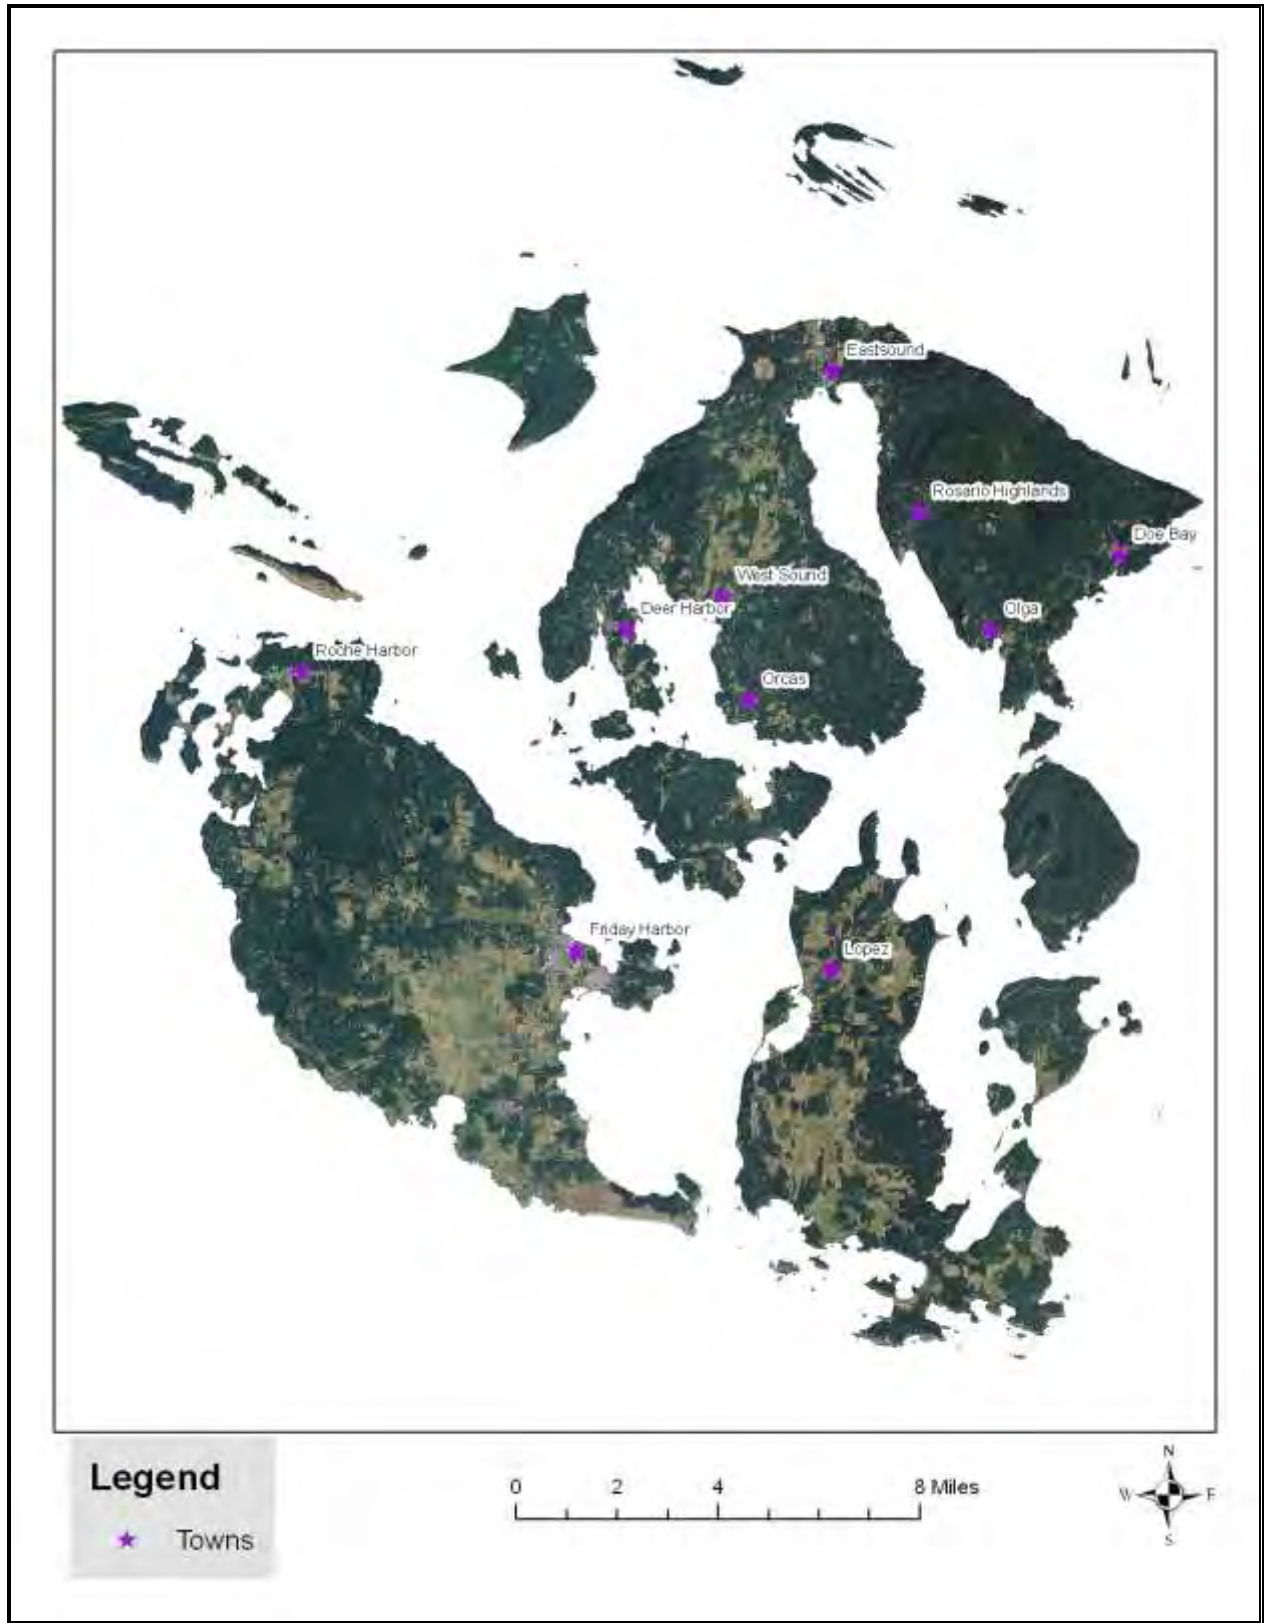 Eastsound
Rosario Highlands
Doe Bay
West Sound
Deer Harbor
Olga
Roche Harbor
Orcas
Friday Harbor
Lopez
Legend
Towns
0 2 4 8 Miles
N
W E
S